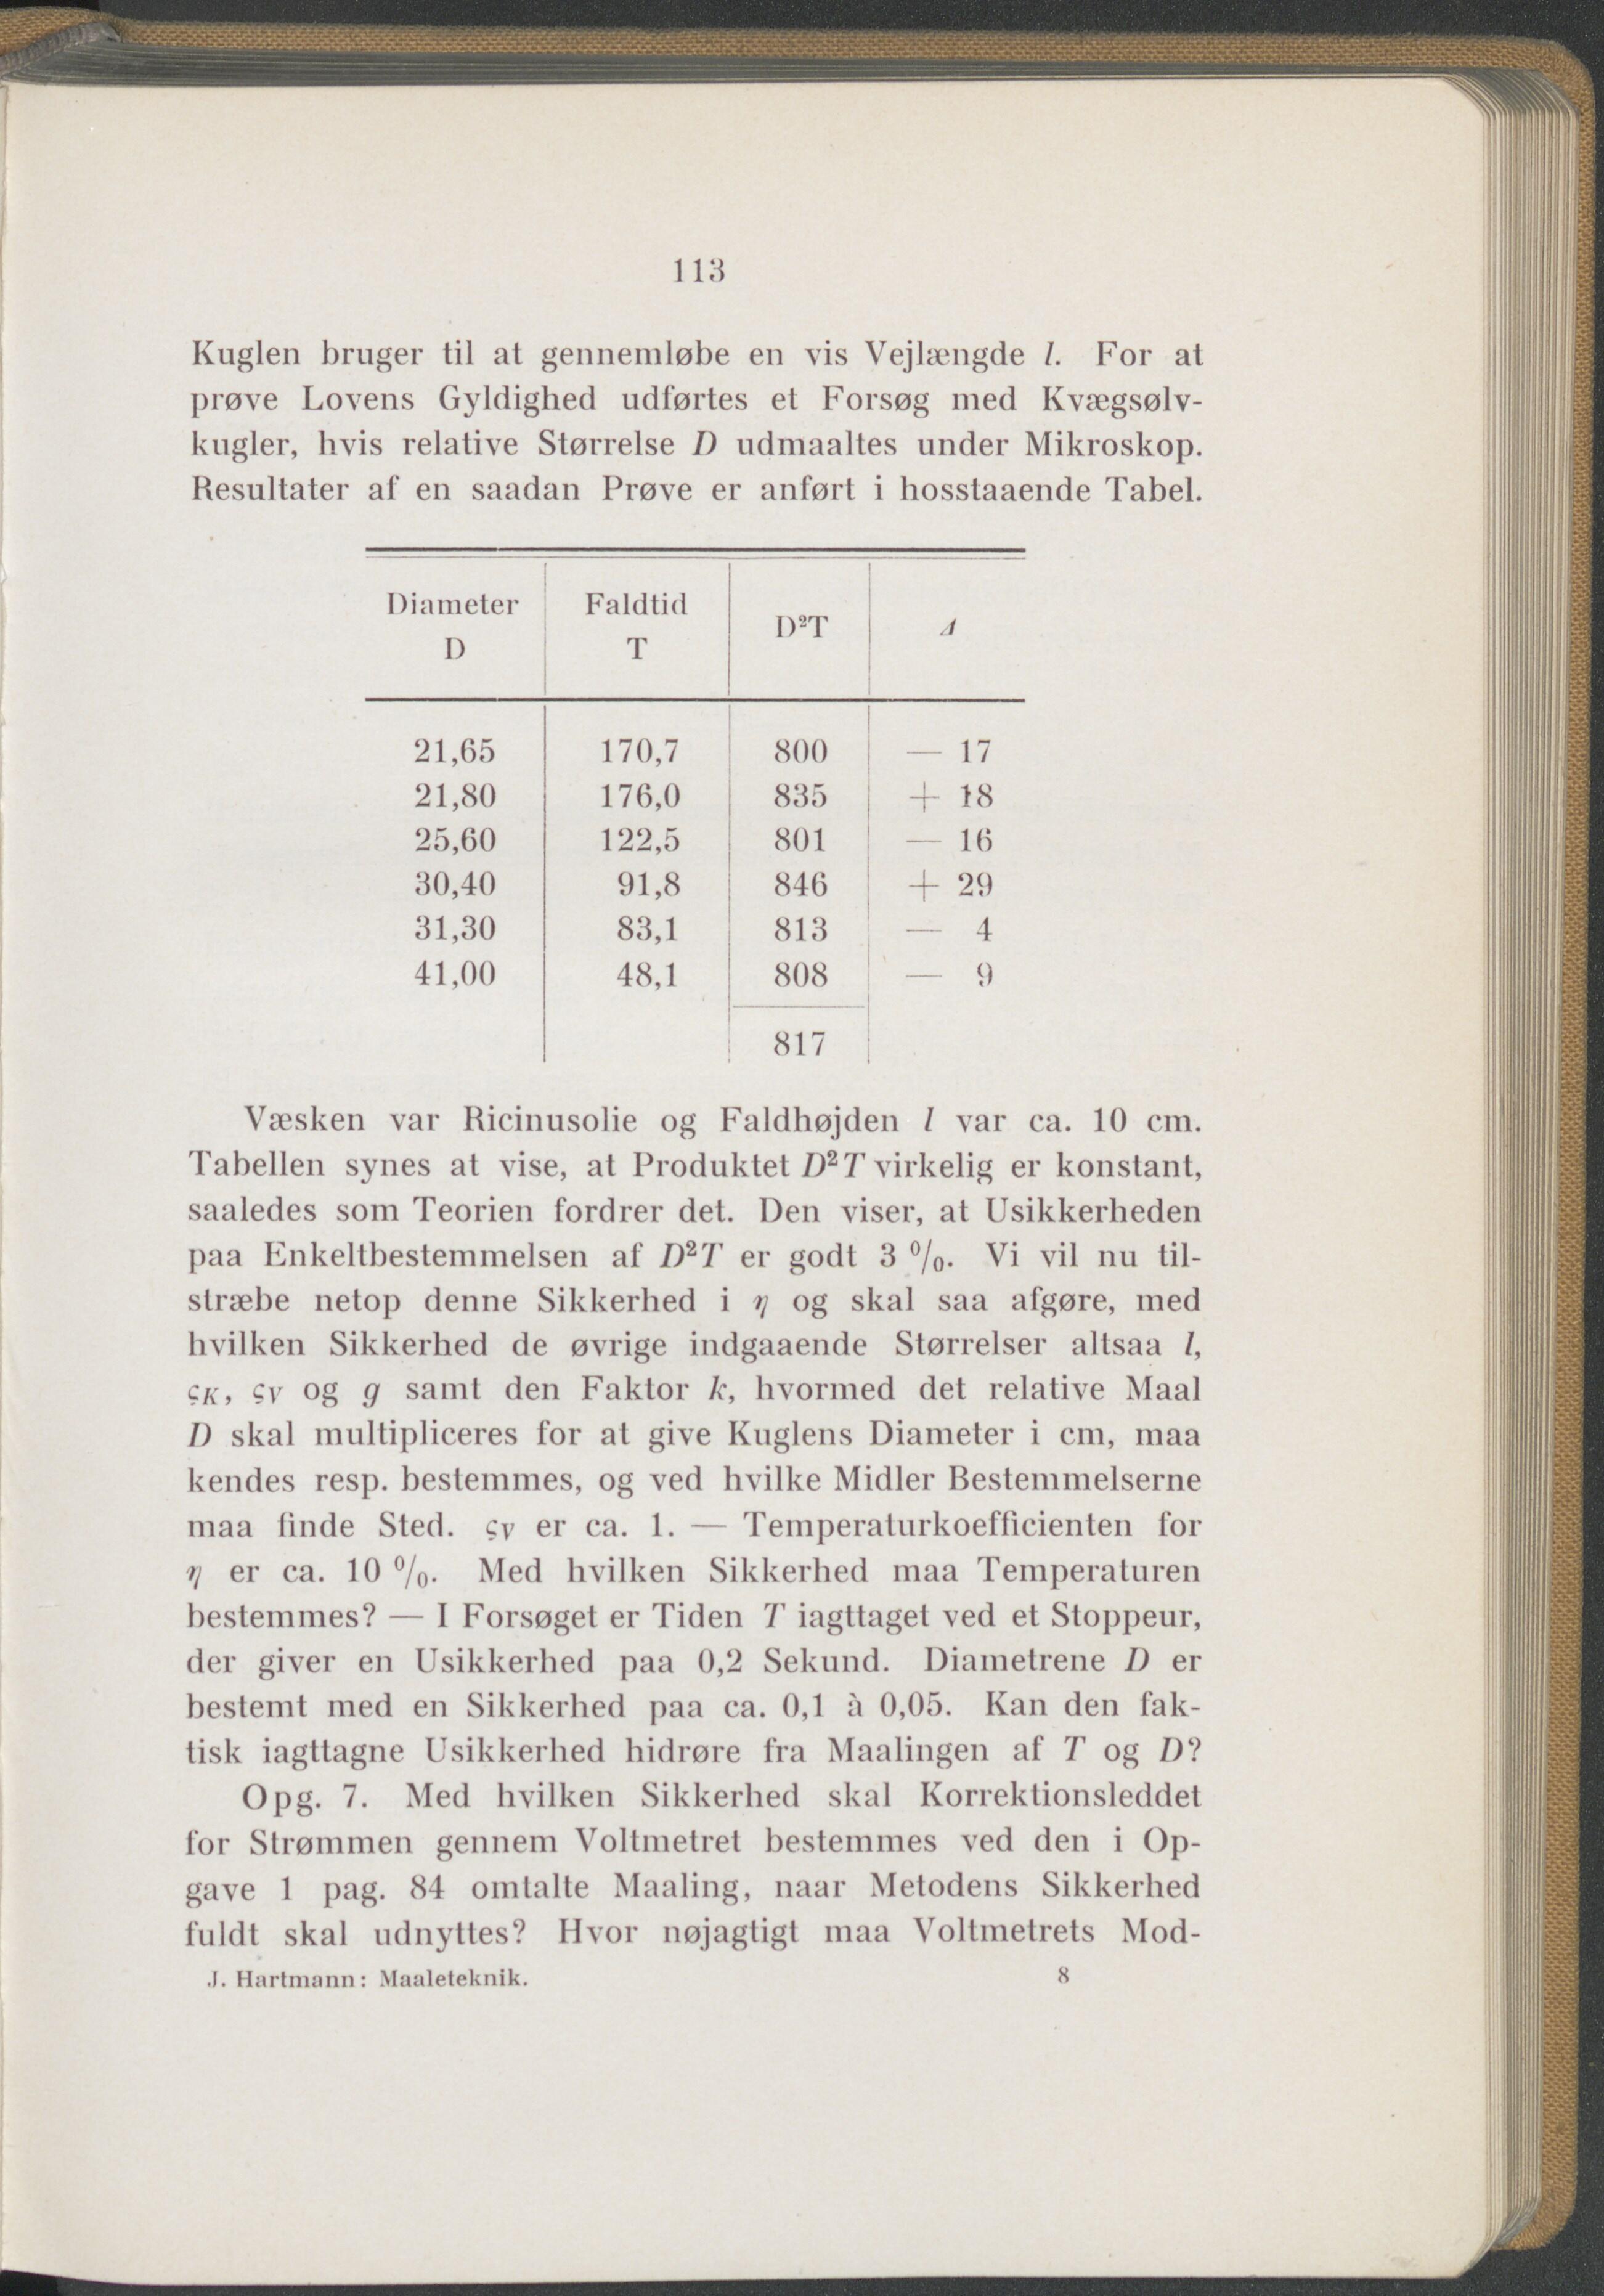 113
Kuglen bruger til at gennemløbe en vis Vejlængde l. For at
prøve Lovens Gyldighed udførtes et Forsøg med Kvægsølv-
kugler, hvis relative Størrelse D udmaaltes under Mikroskop.
Resultater af en saadan Prøve er anført i hosstaaende Tabel.
Diameter D | Faldtid T | D²T | Δ
21,65 | 170,7 | 800 | — 17
21,80 | 176,0 | 835 | + 18
25,60 | 122,5 | 801 | — 16
30,40 | 91,8 | 846 | + 29
31,30 | 83,1 | 813 | — 4
41,00 | 48,1 | 808 | — 9
817
Væsken var Ricinusolie og Faldhøjden l var ca. 10 cm.
Tabellen synes at vise, at Produktet D²T virkelig er konstant,
saaledes som Teorien fordrer det. Den viser, at Usikkerheden
paa Enkeltbestemmelsen af D²T er godt 3 %. Vi vil nu til-
stræbe netop denne Sikkerhed i η og skal saa afgøre, med
hvilken Sikkerhed de øvrige indgaaende Størrelser altsaa l,
ςK, ςV og g samt den Faktor k, hvormed det relative Maal
D skal multipliceres for at give Kuglens Diameter i cm, maa
kendes resp. bestemmes, og ved hvilke Midler Bestemmelserne
maa finde Sted. ςV er ca. 1. — Temperaturkoefficienten for
η er ca. 10 %. Med hvilken Sikkerhed maa Temperaturen
bestemmes? — I Forsøget er Tiden T iagttaget ved et Stoppeur,
der giver en Usikkerhed paa 0,2 Sekund. Diametrene D er
bestemt med en Sikkerhed paa ca. 0,1 à 0,05. Kan den fak-
tisk iagttagne Usikkerhed hidrøre fra Maalingen af T og D?
Opg. 7. Med hvilken Sikkerhed skal Korrektionsleddet
for Strømmen gennem Voltmetret bestemmes ved den i Op-
gave 1 pag. 84 omtalte Maaling, naar Metodens Sikkerhed
fuldt skal udnyttes? Hvor nøjagtigt maa Voltmetrets Mod-
J. Hartmann: Maaleteknik. 8